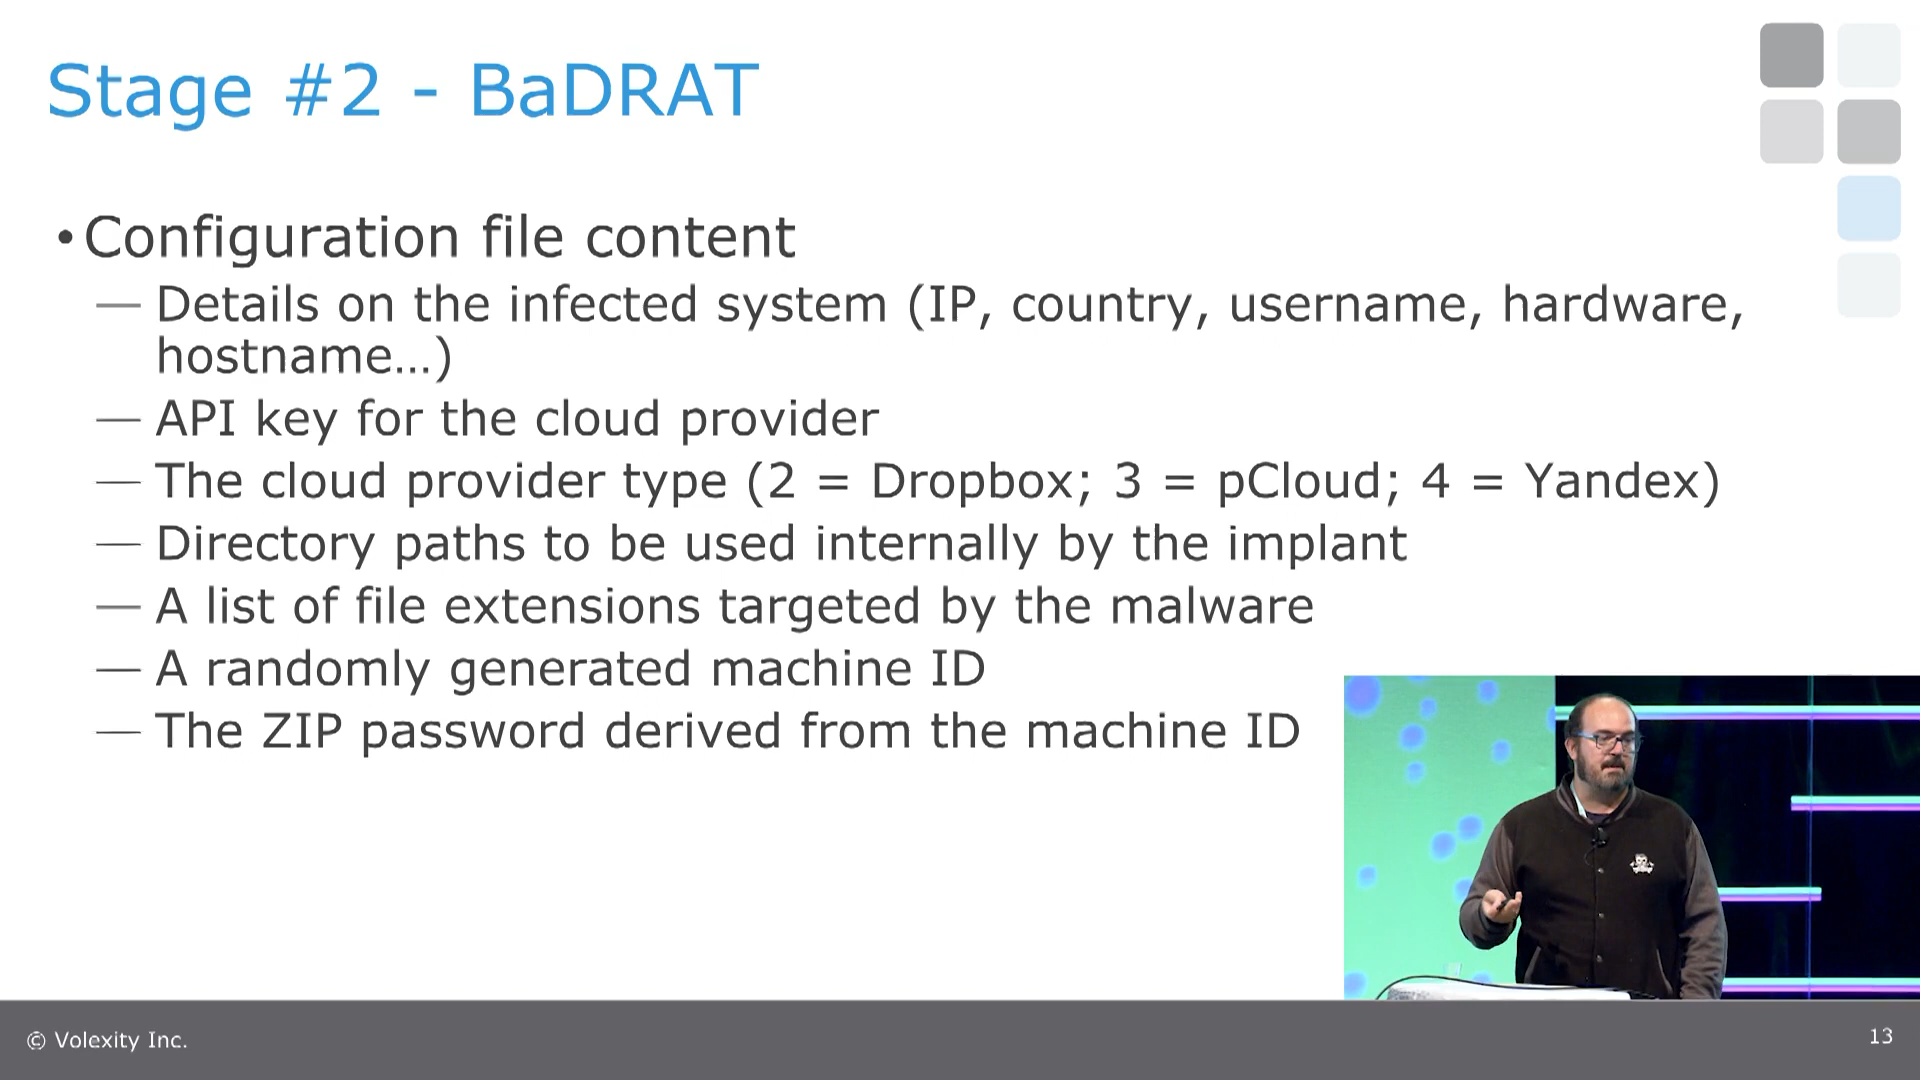 Stage #2 - BaDRAT
• Configuration file content
— Details on the infected system (IP, country, username, hardware,
hostname…)
— API key for the cloud provider
— The cloud provider type (2 = Dropbox; 3 = pCloud; 4 = Yandex)
— Directory paths to be used internally by the implant
— A list of file extensions targeted by the malware
— A randomly generated machine ID
— The ZIP password derived from the machine ID
© Volexity Inc.
13